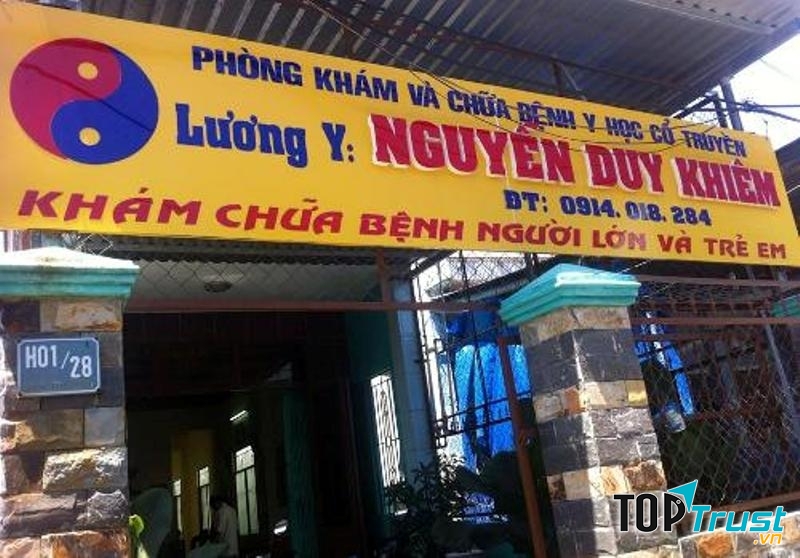 PHÒNG KHÁM VÀ CHỮA BỆNH Y HỌC CỔ TRUYỀN
Lương Y: NGUYỄN DUY KHIÊM
ĐT: 0914. 018. 284
KHÁM CHỮA BỆNH NGƯỜI LỚN VÀ TRẺ EM
H01/28
TOPTrust.vn